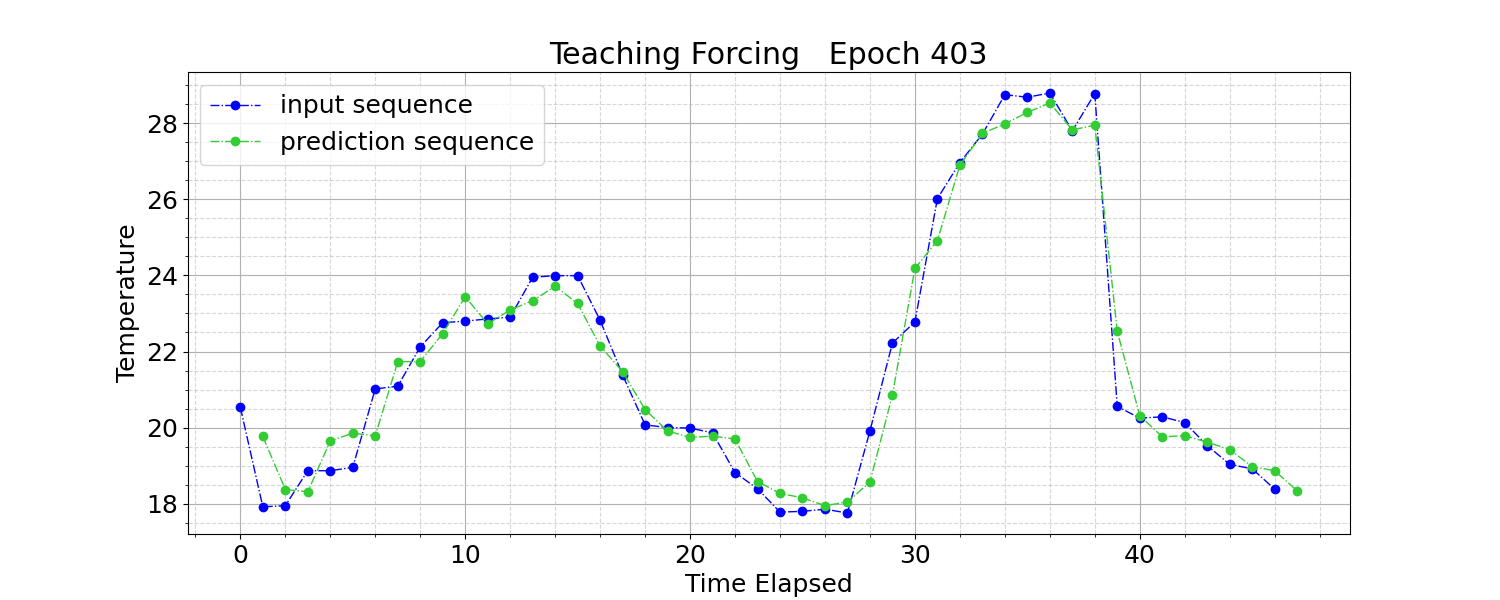 Teaching Forcing   Epoch 403
input sequence
prediction sequence
Temperature
28
26
24
22
20
18
0 10 20 30 40
Time Elapsed